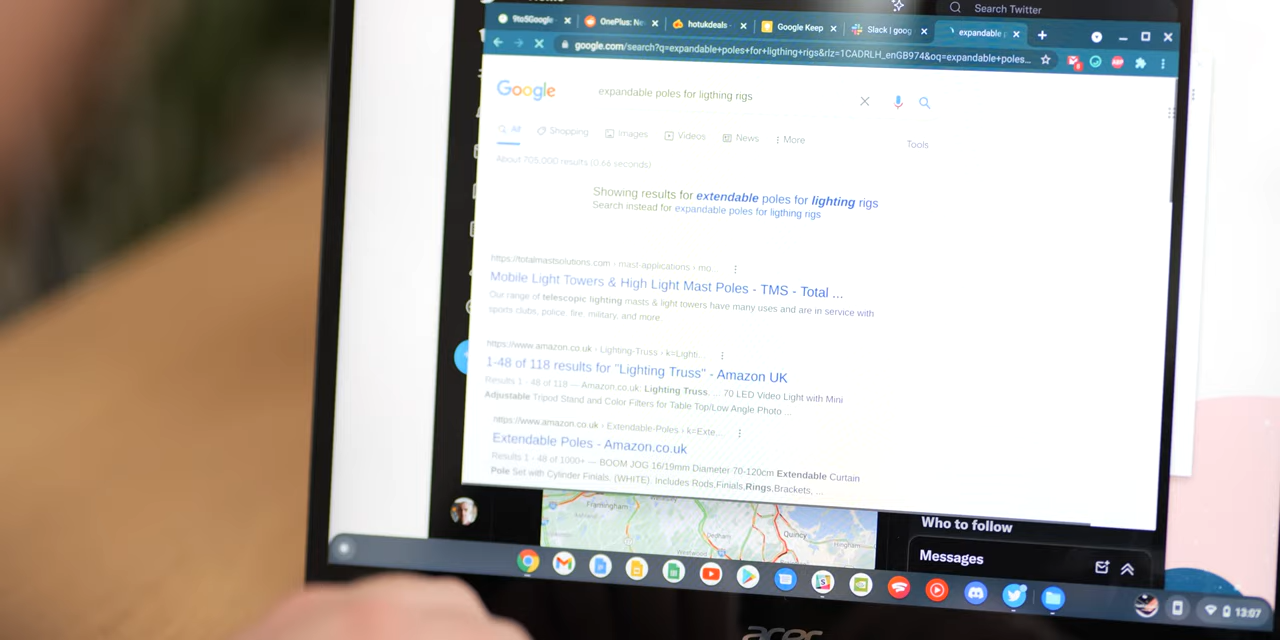 Search Twitter
9to5Google
OnePlus: Ne
hotukdeals -
Google Keep
Slack | goog
expandable p
google.com/search?q=expandable+poles+for+ligthing+rigs&rlz=1CADRLH_enGB974&oq=expandable+poles...
Google
expandable poles for ligthing rigs
All
Shopping
Images
Videos
News
More
Tools
About 705,000 results (0.66 seconds)
Showing results for extendable poles for lighting rigs
Search instead for expandable poles for ligthing rigs
https://totalmastsolutions.com › mast-applications › mo...
Mobile Light Towers & High Light Mast Poles - TMS - Total ...
Our range of telescopic lighting masts & light towers have many uses and are in service with
sports clubs, police, fire, military, and more.
https://www.amazon.co.uk › Lighting-Truss › k=Lighti...
1-48 of 118 results for "Lighting Truss" - Amazon UK
Results 1 - 48 of 118 — Amazon.co.uk: Lighting Truss. ... 70 LED Video Light with Mini
Adjustable Tripod Stand and Color Filters for Table Top/Low Angle Photo ...
https://www.amazon.co.uk › Extendable-Poles › k=Exte...
Extendable Poles - Amazon.co.uk
Results 1 - 48 of 1000+ — BOOM JOG 16/19mm Diameter 70-120cm Extendable Curtain
Pole Set with Cylinder Finials. (WHITE). Includes Rods,Finials,Rings,Brackets, ...
Framingham
Dedham
Quincy
Hingham
Westwood
Who to follow
Messages
13:07
acer